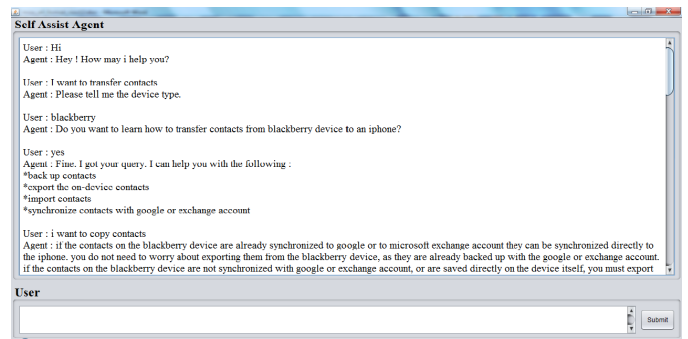 Self Assist Agent
User : Hi
Agent : Hey ! How may i help you?
User : I want to transfer contacts
Agent : Please tell me the device type.
User : blackberry
Agent : Do you want to learn how to transfer contacts from blackberry device to an iphone?
User : yes
Agent : Fine. I got your query. I can help you with the following :
*back up contacts
*export the on-device contacts
*import contacts
*synchronize contacts with google or exchange account
User : i want to copy contacts
Agent : if the contacts on the blackberry device are already synchronized to google or to microsoft exchange account they can be synchronized directly to
the iphone. you do not need to worry about exporting them from the blackberry device, as they are already backed up with the google or exchange account.
if the contacts on the blackberry device are not synchronized with google or exchange account, or are saved directly on the device itself, you must export
User
Submit